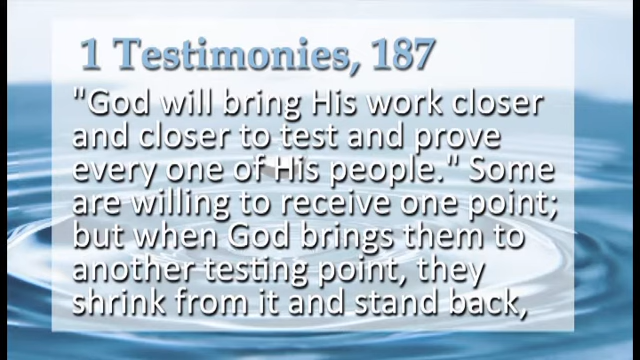 1 Testimonies, 187
"God will bring His work closer
and closer to test and prove
every one of His people." Some
are willing to receive one point;
but when God brings them to
another testing point, they
shrink from it and stand back,